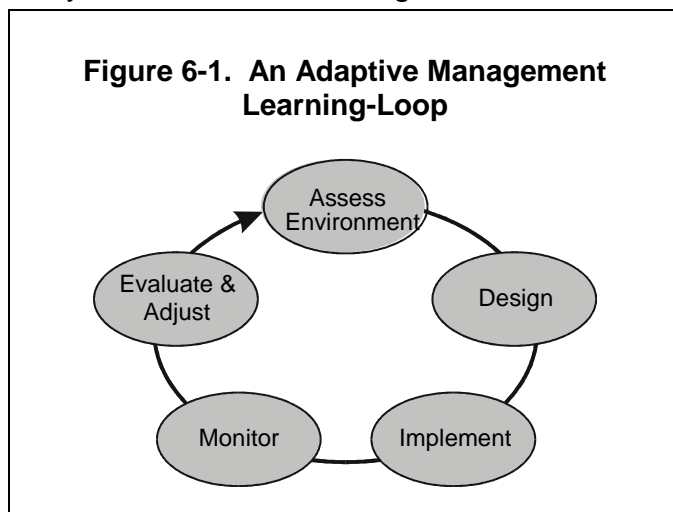 Figure 6-1. An Adaptive Management
Learning-Loop
Assess
Environment
Design
Implement
Monitor
Evaluate &
Adjust